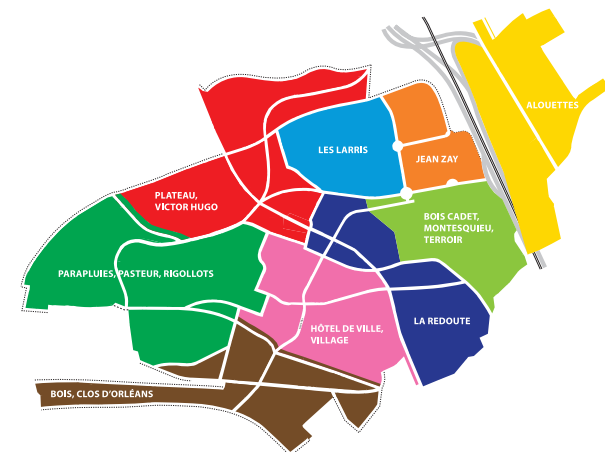 ALOUETTES
LES LARRIS
JEAN ZAY
PLATEAU,
VICTOR HUGO
BOIS CADET,
MONTESQUIEU,
TERROIR
PARAPLUIES, PASTEUR, RIGOLLOTS
HÔTEL DE VILLE,
VILLAGE
LA REDOUTE
BOIS, CLOS D'ORLÉANS